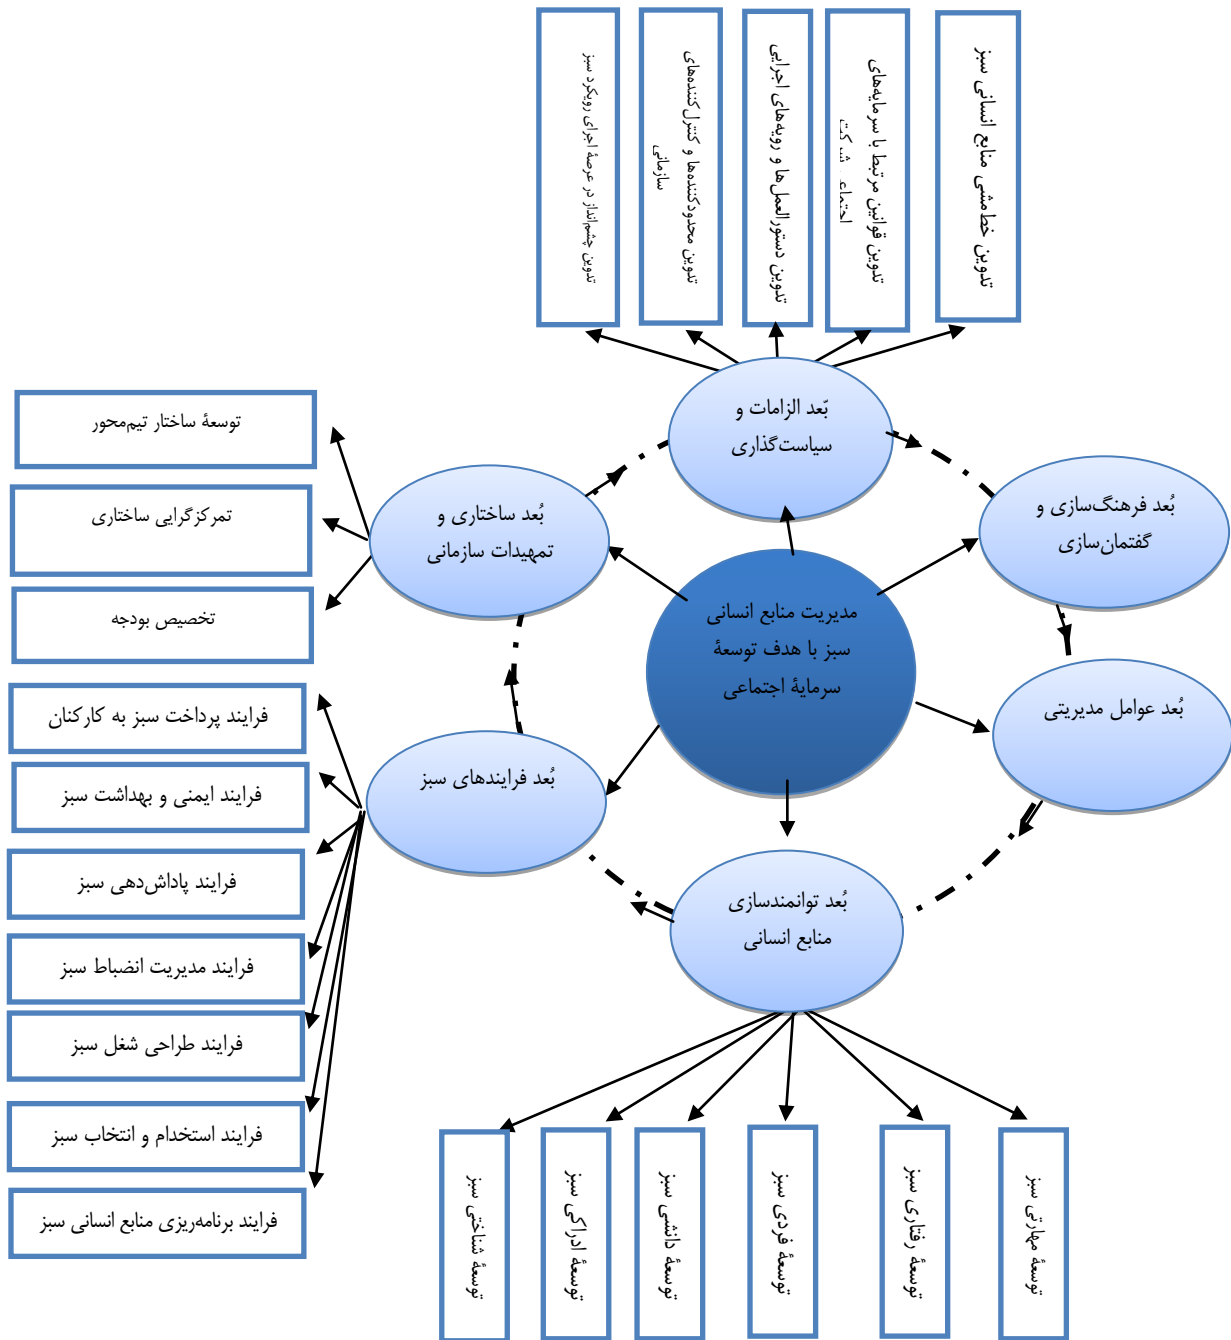 تدوین خط‌مشی منابع انسانی سبز
تدوین قوانین مرتبط با سرمایه‌های
اجتماعی شرکت
تدوین دستورالعمل‌ها و رویه‌های اجرایی
تدوین محدودکننده‌ها و کنترل‌کننده‌های
سازمانی
تدوین چشم‌انداز در عرصهٔ اجرای رویکرد سبز
بّعد الزامات و
سیاست‌گذاری
بُعد فرهنگ‌سازی و
گفتمان‌سازی
بُعد عوامل مدیریتی
بُعد توانمندسازی
منابع انسانی
بُعد فرایندهای سبز
بُعد ساختاری و
تمهیدات سازمانی
مدیریت منابع انسانی
سبز با هدف توسعهٔ
سرمایهٔ اجتماعی
توسعهٔ ساختار تیم‌محور
تمرکزگرایی ساختاری
تخصیص بودجه
فرایند پرداخت سبز به کارکنان
فرایند ایمنی و بهداشت سبز
فرایند پاداش‌دهی سبز
فرایند مدیریت انضباط سبز
فرایند طراحی شغل سبز
فرایند استخدام و انتخاب سبز
فرایند برنامه‌ریزی منابع انسانی سبز
توسعهٔ مهارتی سبز
توسعهٔ رفتاری سبز
توسعهٔ فردی سبز
توسعهٔ دانشی سبز
توسعهٔ ادراکی سبز
توسعهٔ شناختی سبز